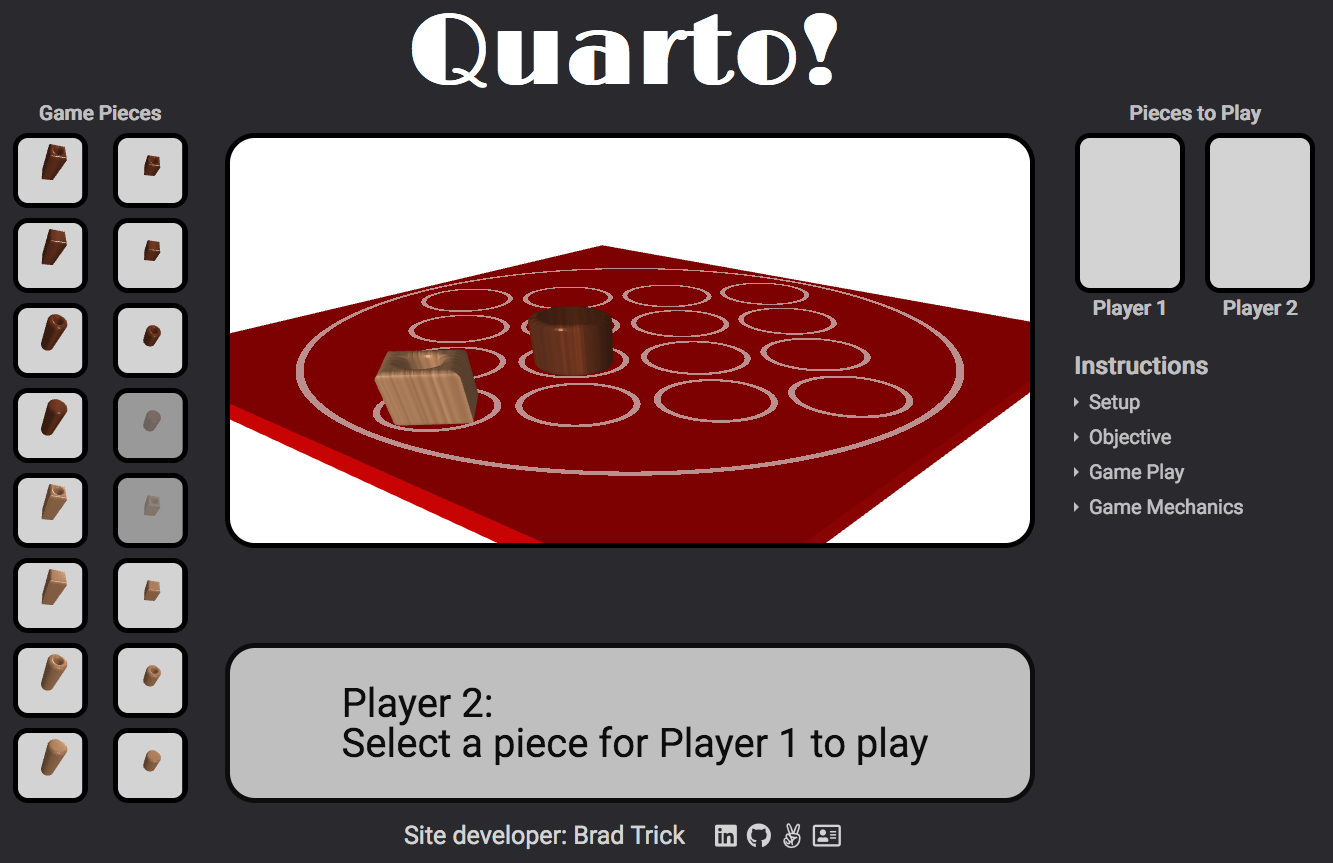 Quarto!
Game Pieces
Pieces to Play
Player 1
Player 2
Instructions
Setup
Objective
Game Play
Game Mechanics
Player 2:
Select a piece for Player 1 to play
Site developer: Brad Trick